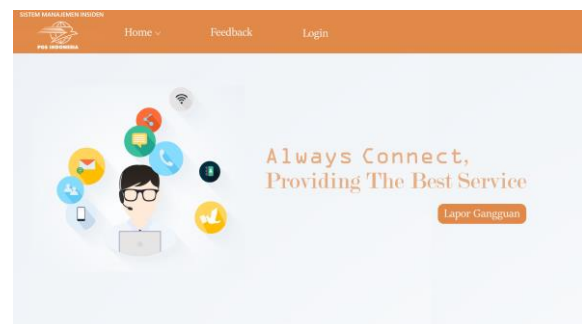 SISTEM MANAJEMEN INSIDEN
POS INDONESIA
Home
Feedback
Login
Always Connect,
Providing The Best Service
Lapor Gangguan